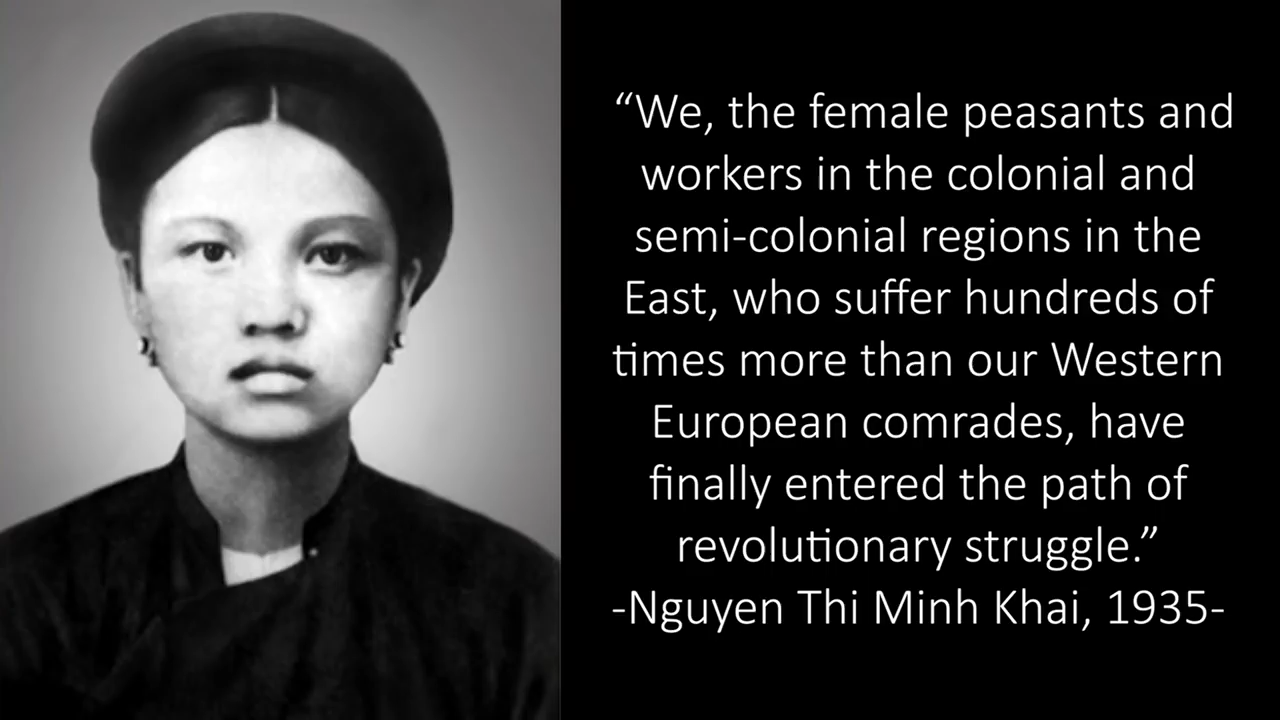 “We, the female peasants and
workers in the colonial and
semi-colonial regions in the
East, who suffer hundreds of
times more than our Western
European comrades, have
finally entered the path of
revolutionary struggle.”
-Nguyen Thi Minh Khai, 1935-